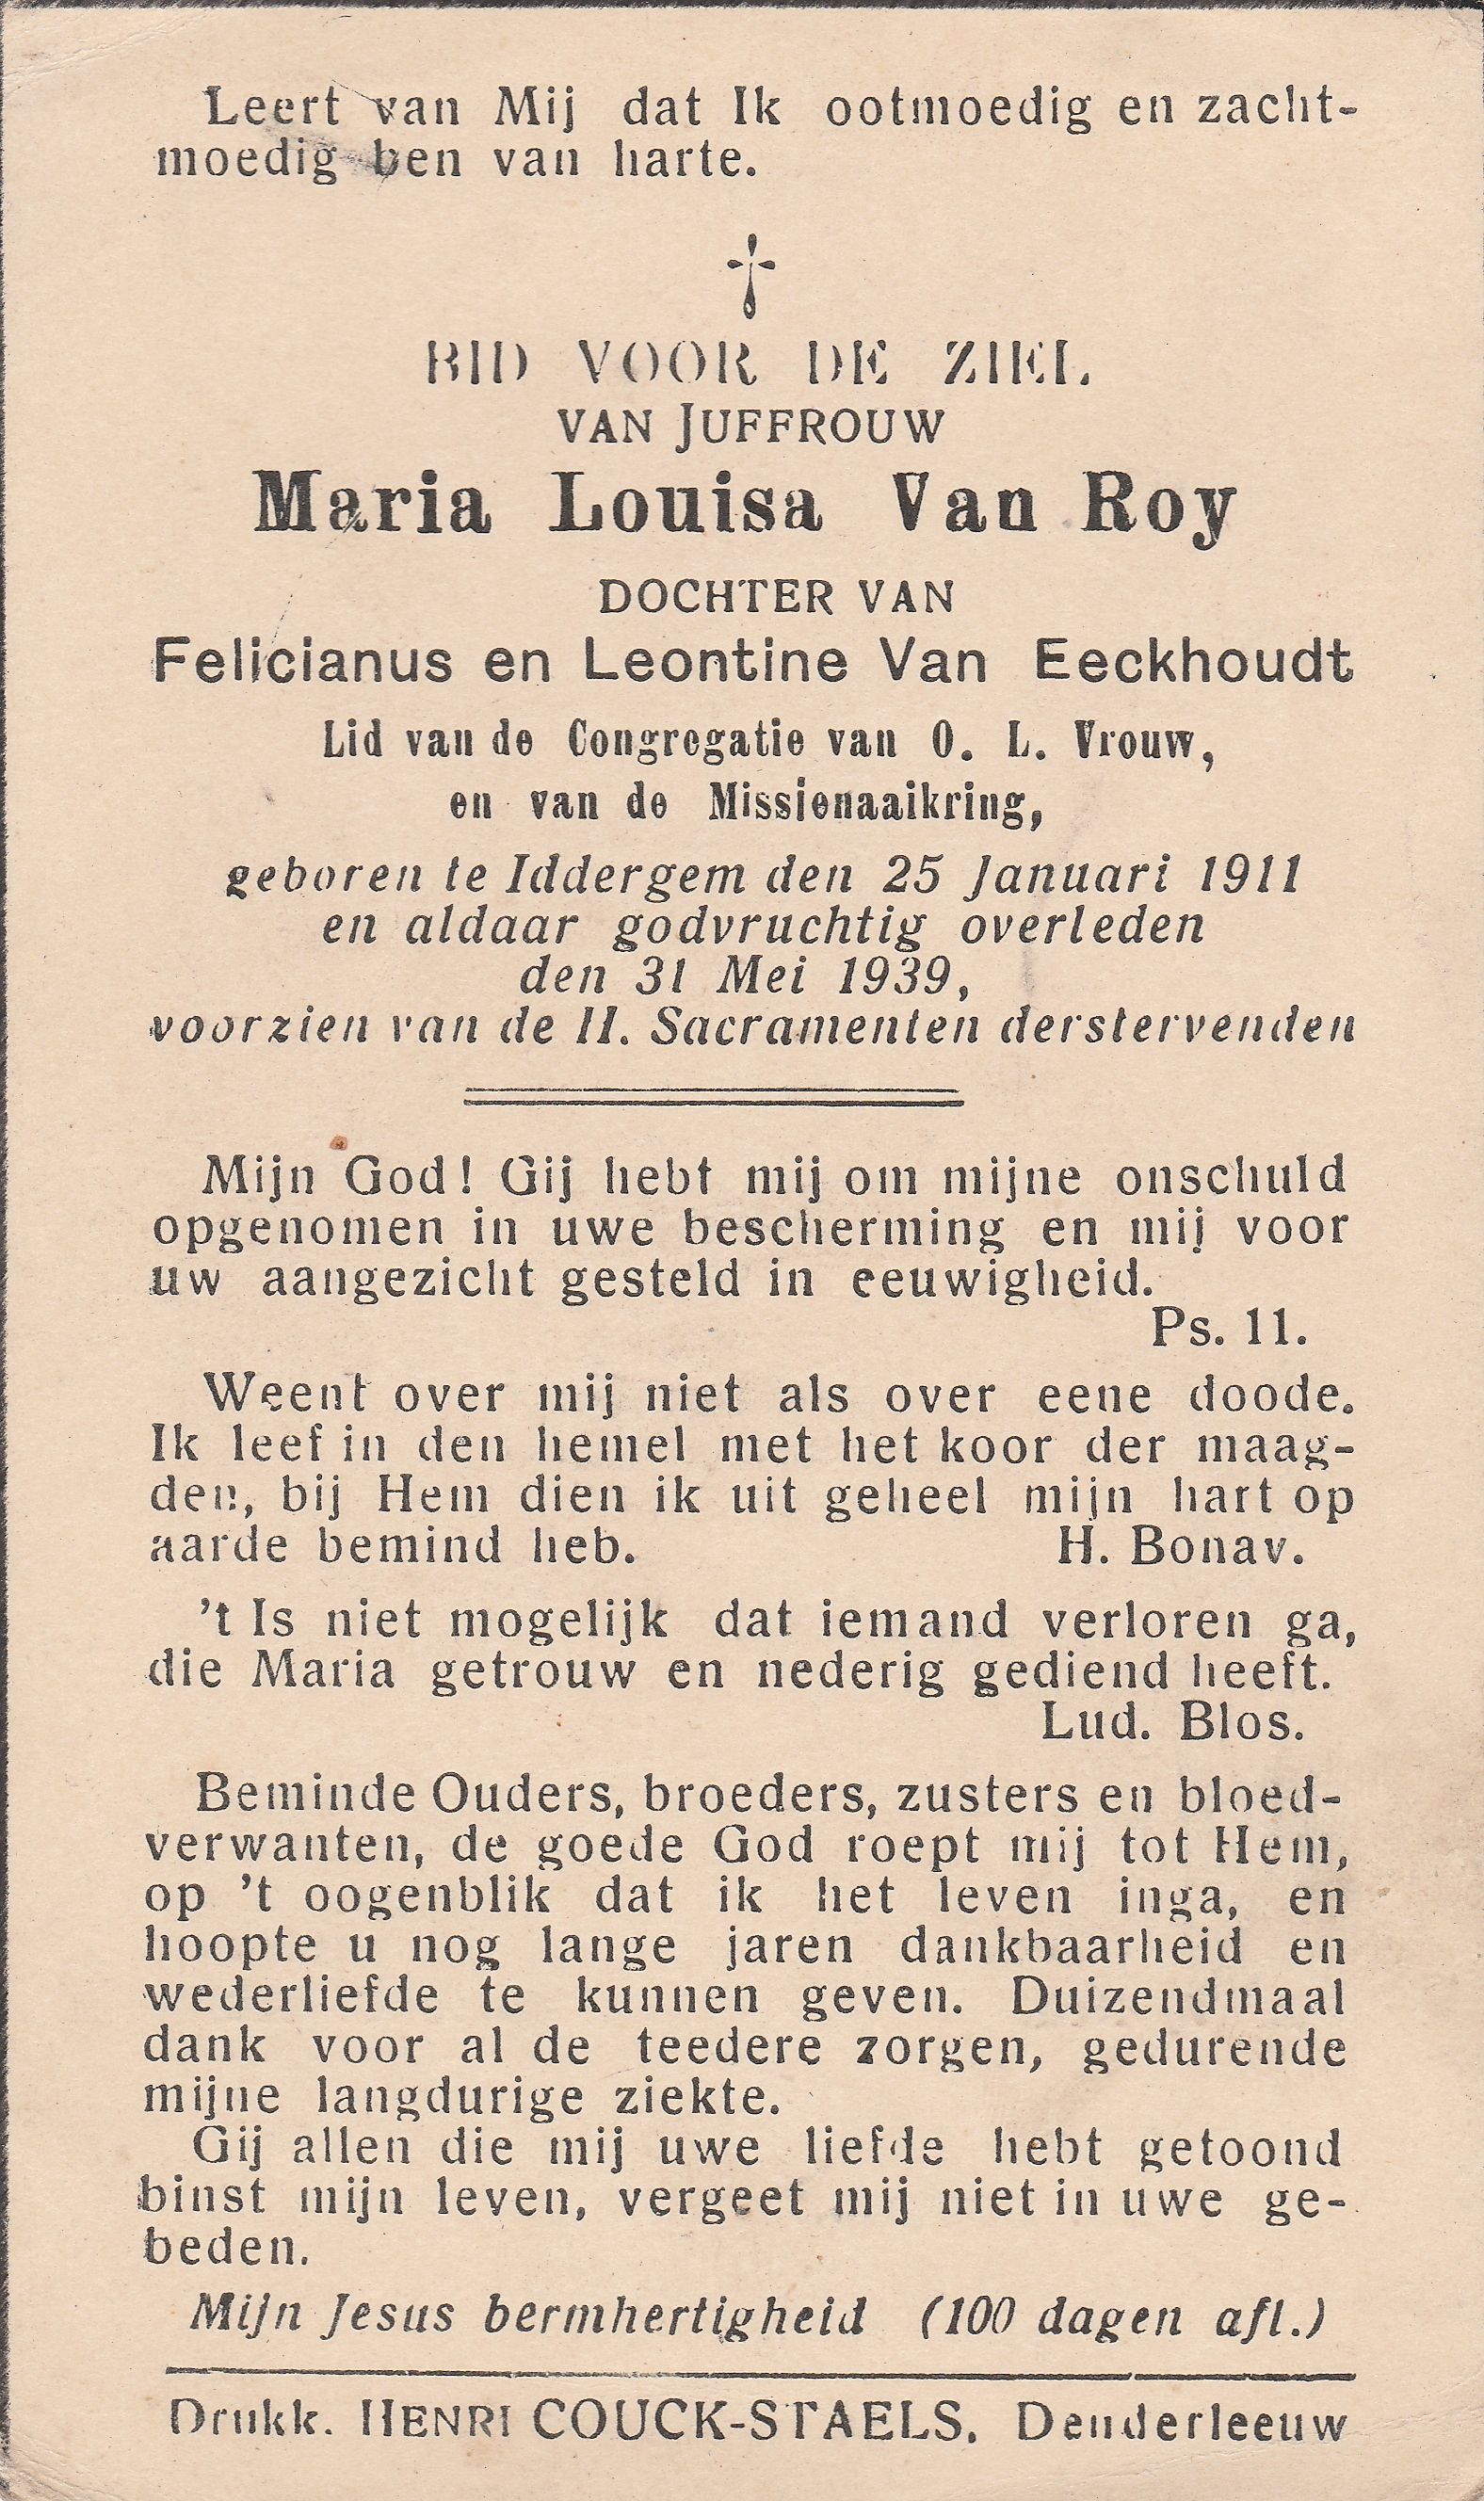 Leert van Mij dat Ik ootmoedig en zacht-
moedig ben van harte.
BID VOOR DE ZIEL
VAN JUFFROUW
Maria Louisa Van Roy
DOCHTER VAN
Felicianus en Leontine Van Eeckhoudt
Lid van de Congregatie van O. L. Vrouw,
en van de Missienaaikring,
geboren te Iddergem den 25 Januari 1911
en aldaar godvruchtig overleden
den 31 Mei 1939,
voorzien van de H. Sacramenten derstervenden
Mijn God! Gij hebt mij om mijne onschuld
opgenomen in uwe bescherming en mij voor
uw aangezicht gesteld in eeuwigheid.
Ps. 11.
Weent over mij niet als over eene doode.
Ik leef in den hemel met het koor der maag-
den, bij Hem dien ik uit geheel mijn hart op
aarde bemind heb. H. Bonav.
't Is niet mogelijk dat iemand verloren ga,
die Maria getrouw en nederig gediend heeft.
Lud. Blos.
Beminde Ouders, broeders, zusters en bloed-
verwanten, de goede God roept mij tot Hem,
op 't oogenblik dat ik het leven inga, en
hoopte u nog lange jaren dankbaarheid en
wederliefde te kunnen geven. Duizendmaal
dank voor al de teedere zorgen, gedurende
mijne langdurige ziekte.
Gij allen die mij uwe liefde hebt getoond
binst mijn leven, vergeet mij niet in uwe ge-
beden.
Mijn Jesus bermhertigheid (100 dagen afl.)
Drukk. HENRI COUCK-STAELS. Denderleeuw